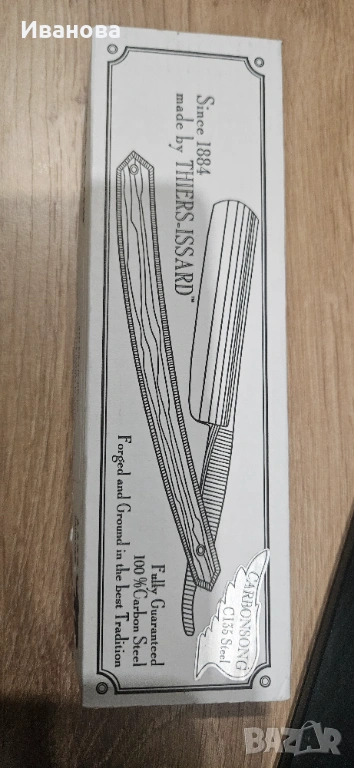 Иванова
Since 1884
made by THIERS-ISSARD™
Fully Guaranteed
100 % Carbon Steel
Forged and Ground in the best Tradition
CARBONSONG
C135 Steel
BAZAR